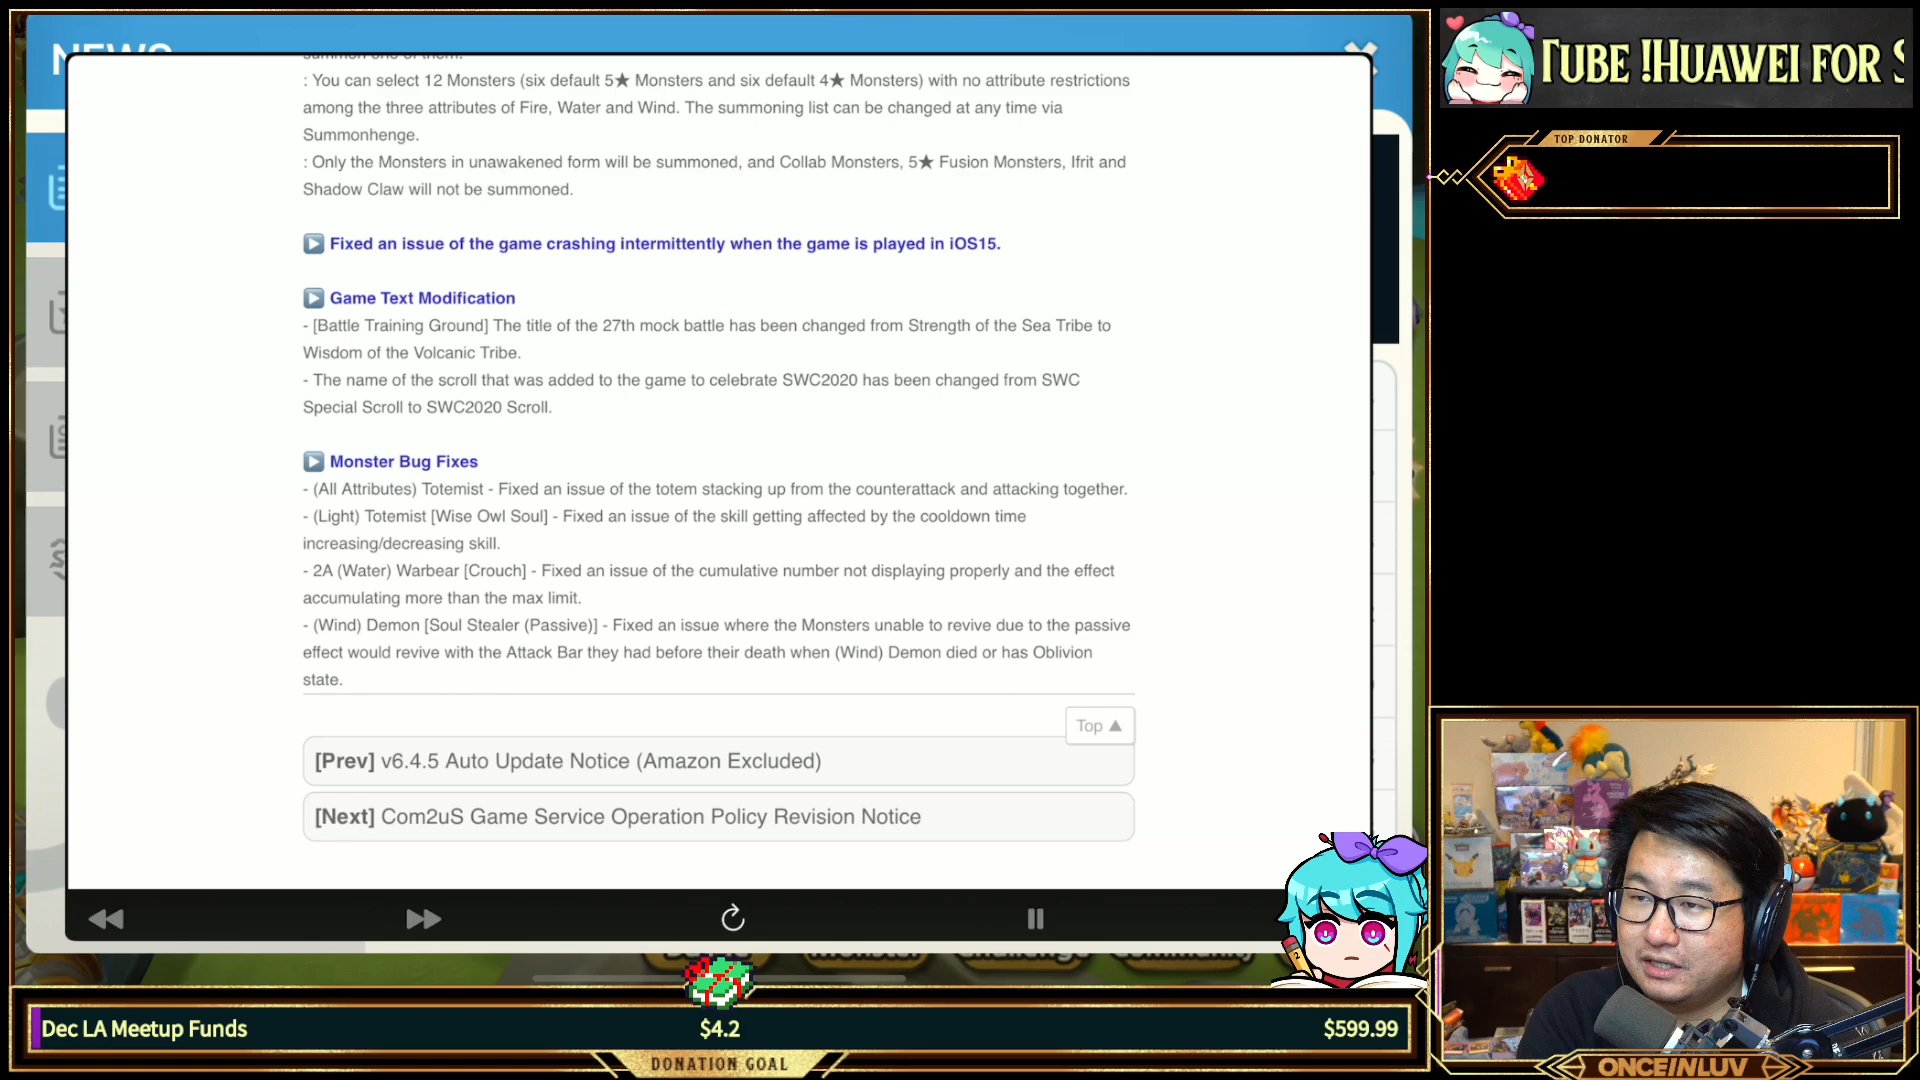 NEWS
summon one of them.
: You can select 12 Monsters (six default 5★ Monsters and six default 4★ Monsters) with no attribute restrictions
among the three attributes of Fire, Water and Wind. The summoning list can be changed at any time via
Summonhenge.
: Only the Monsters in unawakened form will be summoned, and Collab Monsters, 5★ Fusion Monsters, Ifrit and
Shadow Claw will not be summoned.
Fixed an issue of the game crashing intermittently when the game is played in iOS15.
Game Text Modification
- [Battle Training Ground] The title of the 27th mock battle has been changed from Strength of the Sea Tribe to
Wisdom of the Volcanic Tribe.
- The name of the scroll that was added to the game to celebrate SWC2020 has been changed from SWC
Special Scroll to SWC2020 Scroll.
Monster Bug Fixes
- (All Attributes) Totemist - Fixed an issue of the totem stacking up from the counterattack and attacking together.
- (Light) Totemist [Wise Owl Soul] - Fixed an issue of the skill getting affected by the cooldown time
increasing/decreasing skill.
- 2A (Water) Warbear [Crouch] - Fixed an issue of the cumulative number not displaying properly and the effect
accumulating more than the max limit.
- (Wind) Demon [Soul Stealer (Passive)] - Fixed an issue where the Monsters unable to revive due to the passive
effect would revive with the Attack Bar they had before their death when (Wind) Demon died or has Oblivion
state.
Top ▲
[Prev] v6.4.5 Auto Update Notice (Amazon Excluded)
[Next] Com2uS Game Service Operation Policy Revision Notice
Monster
Challenge
Community
Dec LA Meetup Funds $4.2 $599.99
DONATION GOAL
TUBE !HUAWEI FOR S
TOP DONATOR
ONCEINLUV